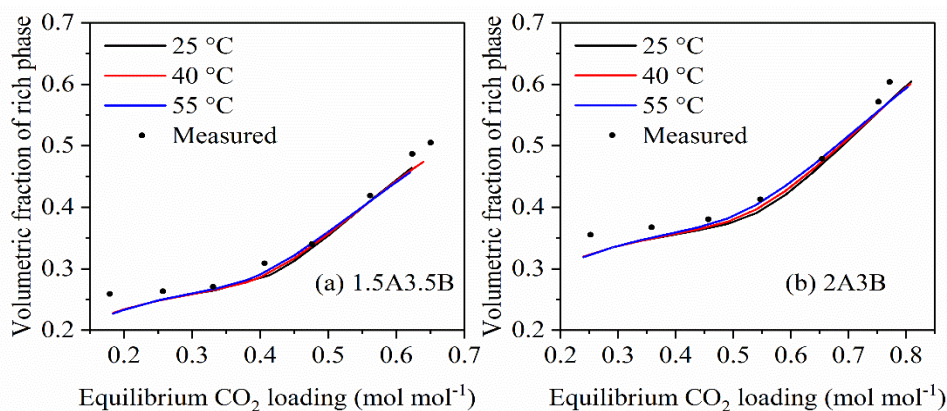 Volumetric fraction of rich phase
0.7
0.6
0.5
0.4
0.3
0.2
25 °C
40 °C
55 °C
Measured
(a) 1.5A3.5B
0.2 0.3 0.4 0.5 0.6 0.7
Equilibrium CO₂ loading (mol mol⁻¹)
Volumetric fraction of rich phase
0.7
0.6
0.5
0.4
0.3
0.2
25 °C
40 °C
55 °C
Measured
(b) 2A3B
0.2 0.3 0.4 0.5 0.6 0.7 0.8
Equilibrium CO₂ loading (mol mol⁻¹)